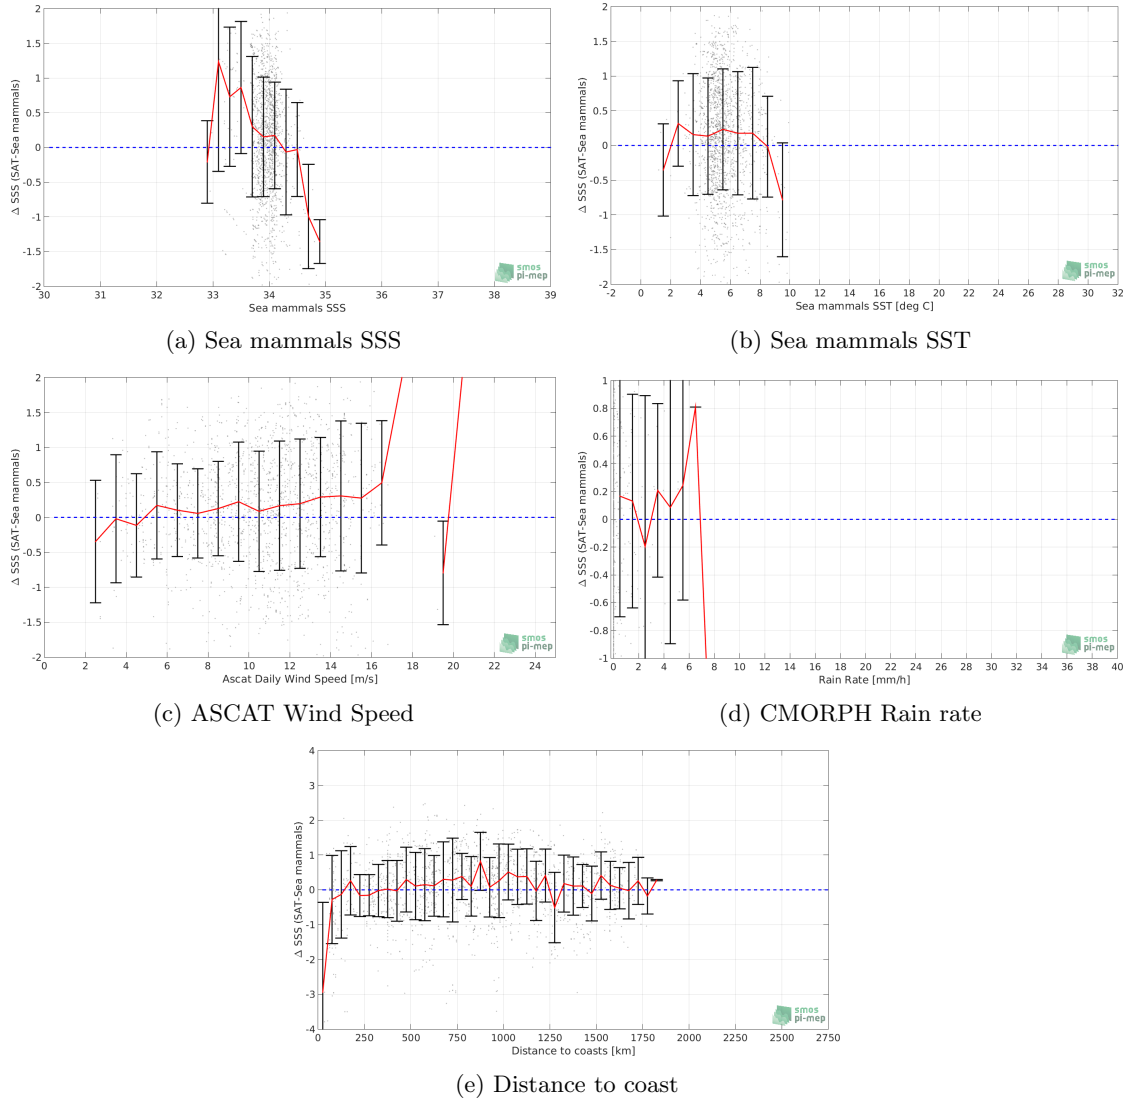 2
1.5
1
0.5
0
-0.5
-1
-1.5
-2
Δ SSS (SAT-Sea mammals)
30 31 32 33 34 35 36 37 38 39
Sea mammals SSS
smos
pi-mep
(a) Sea mammals SSS
2
1.5
1
0.5
0
-0.5
-1
-1.5
-2
Δ SSS (SAT-Sea mammals)
-2 0 2 4 6 8 10 12 14 16 18 20 22 24 26 28 30 32
Sea mammals SST [deg C]
smos
pi-mep
(b) Sea mammals SST
2
1.5
1
0.5
0
-0.5
-1
-1.5
-2
Δ SSS (SAT-Sea mammals)
0 2 4 6 8 10 12 14 16 18 20 22 24
Ascat Daily Wind Speed [m/s]
smos
pi-mep
(c) ASCAT Wind Speed
1
0.8
0.6
0.4
0.2
0
-0.2
-0.4
-0.6
-0.8
-1
Δ SSS (SAT-Sea mammals)
0 2 4 6 8 10 12 14 16 18 20 22 24 26 28 30 32 34 36 38 40
Rain Rate [mm/h]
smos
pi-mep
(d) CMORPH Rain rate
4
3
2
1
0
-1
-2
-3
-4
Δ SSS (SAT-Sea mammals)
0 250 500 750 1000 1250 1500 1750 2000 2250 2500 2750
Distance to coasts [km]
smos
pi-mep
(e) Distance to coast